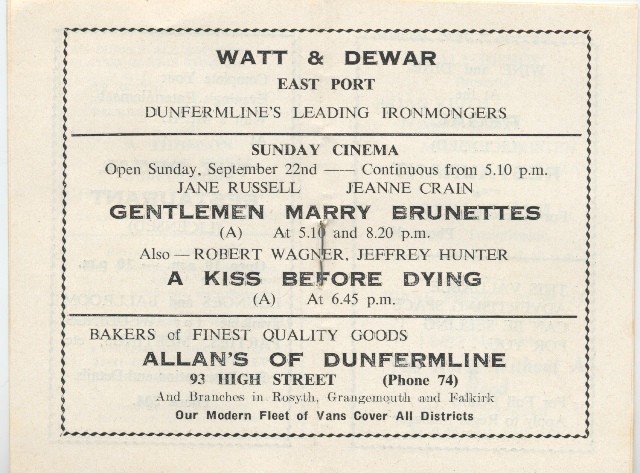 WATT & DEWAR
EAST PORT
DUNFERMLINE'S LEADING IRONMONGERS
SUNDAY CINEMA
Open Sunday, September 22nd —— Continuous from 5.10 p.m.
JANE RUSSELL JEANNE CRAIN
GENTLEMEN MARRY BRUNETTES
(A) At 5.10 and 8.20 p.m.
Also — ROBERT WAGNER, JEFFREY HUNTER
A KISS BEFORE DYING
(A) At 6.45 p.m.
BAKERS of FINEST QUALITY GOODS
ALLAN'S OF DUNFERMLINE
93 HIGH STREET (Phone 74)
And Branches in Rosyth, Grangemouth and Falkirk
Our Modern Fleet of Vans Cover All Districts